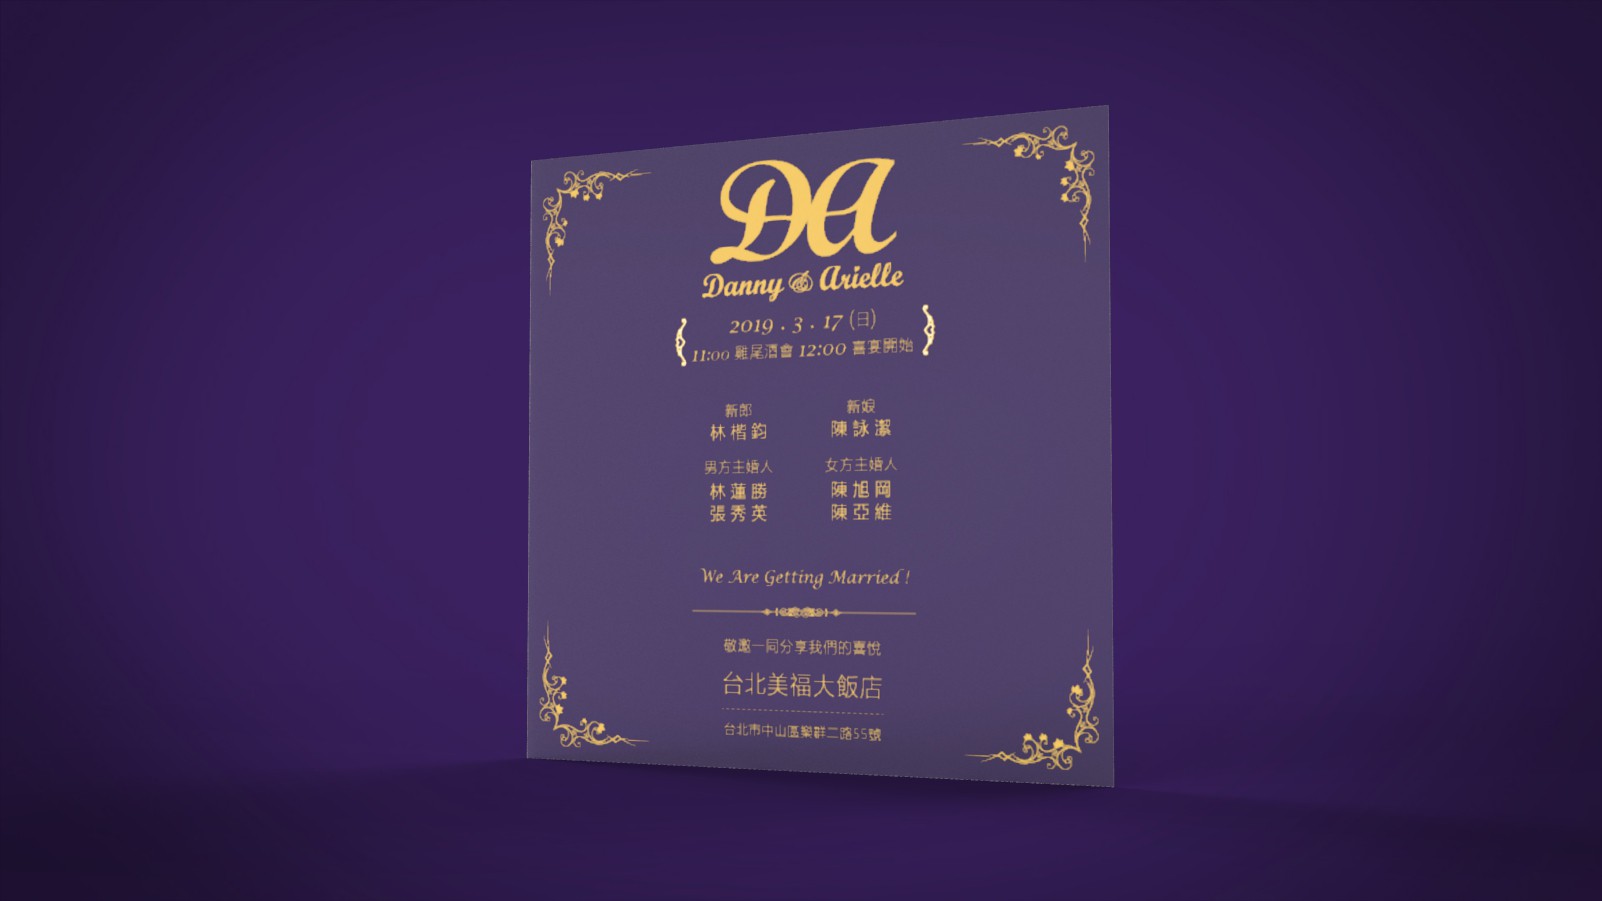 DA
Danny & Arielle
2019 . 3 . 17 (日)
11:00 雞尾酒會 12:00 喜宴開始
新郎 新娘
林楷鈞 陳詠潔
男方主婚人 女方主婚人
林蓮勝 陳旭岡
張秀英 陳亞維
We Are Getting Married !
敬邀一同分享我們的喜悅
台北美福大飯店
台北市中山區樂群二路55號